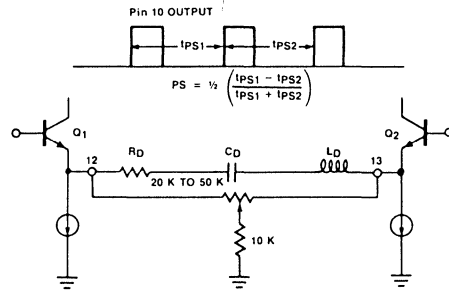 Pin 10 OUTPUT
tPS1 tPS2
PS = ½ (tPS1 − tPS2 / tPS1 + tPS2)
Q1 Q2
RD CD LD
12 13
20 K TO 50 K
10 K